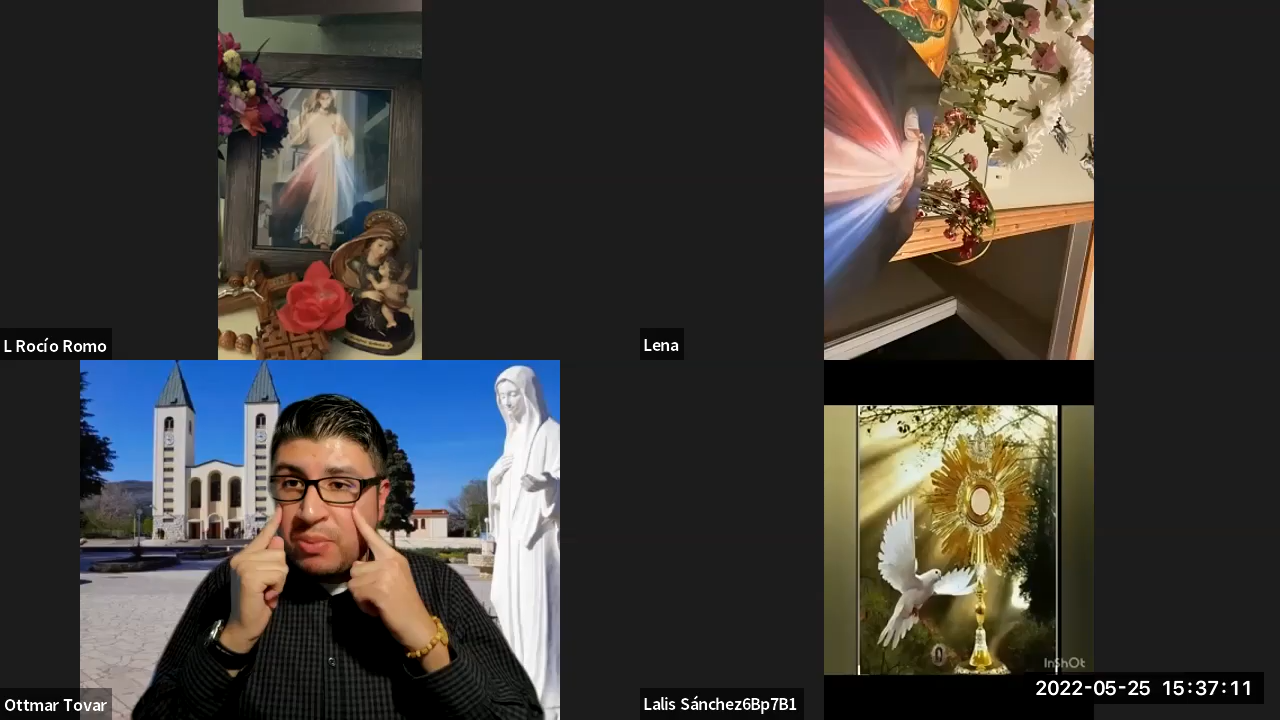 L Rocío Romo
Lena
Ottmar Tovar
Lalis Sánchez6Bp7B1
InShOt
2022-05-25 15:37:11